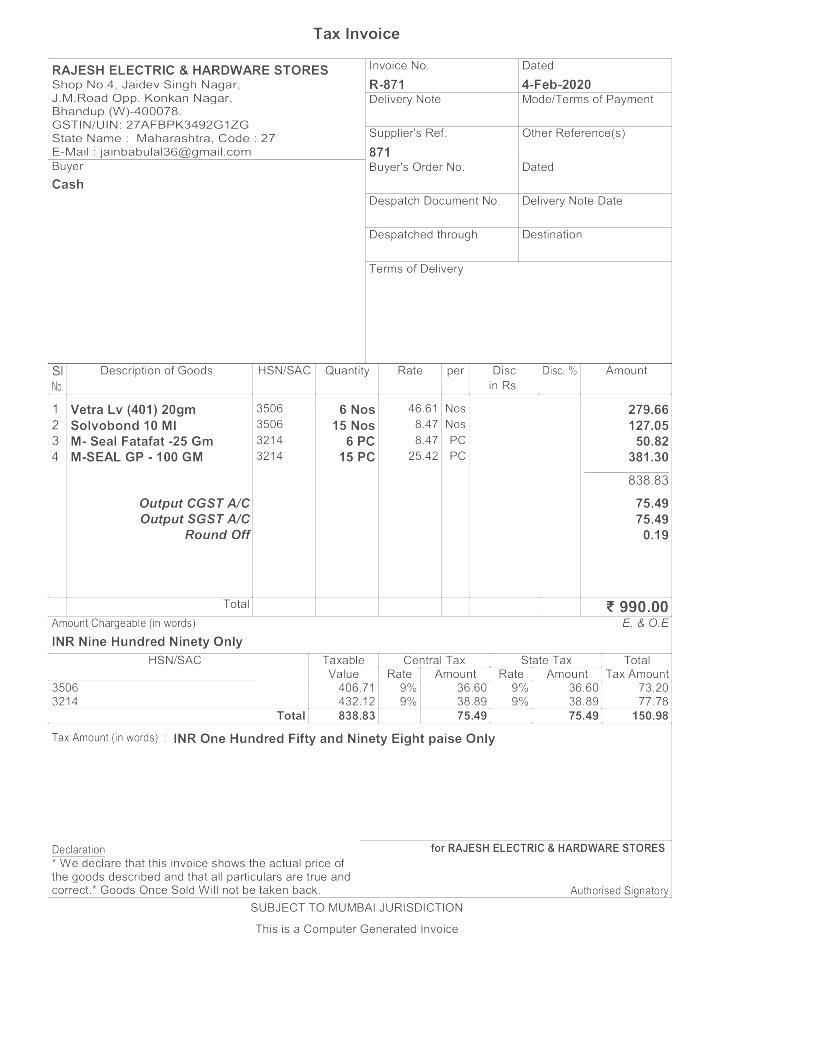 Tax Invoice
RAJESH ELECTRIC & HARDWARE STORES
Shop No.4, Jaidev Singh Nagar,
J.M.Road Opp. Konkan Nagar,
Bhandup (W)-400078.
GSTIN/UIN: 27AFBPK3492G1ZG
State Name : Maharashtra, Code : 27
E-Mail : jainbabulal36@gmail.com
Buyer
Cash
Invoice No. Dated
R-871 4-Feb-2020
Delivery Note Mode/Terms of Payment
Supplier's Ref. Other Reference(s)
871
Buyer's Order No. Dated
Despatch Document No. Delivery Note Date
Despatched through Destination
Terms of Delivery
Sl Description of Goods HSN/SAC Quantity Rate per Disc Disc. % Amount
No. in Rs.
1 Vetra Lv (401) 20gm 3506 6 Nos 46.61 Nos 279.66
2 Solvobond 10 Ml 3506 15 Nos 8.47 Nos 127.05
3 M- Seal Fatafat -25 Gm 3214 6 PC 8.47 PC 50.82
4 M-SEAL GP - 100 GM 3214 15 PC 25.42 PC 381.30
838.83
Output CGST A/C 75.49
Output SGST A/C 75.49
Round Off 0.19
Total ₹ 990.00
Amount Chargeable (in words) E. & O.E
INR Nine Hundred Ninety Only
HSN/SAC Taxable Central Tax State Tax Total
Value Rate Amount Rate Amount Tax Amount
3506 406.71 9% 36.60 9% 36.60 73.20
3214 432.12 9% 38.89 9% 38.89 77.78
Total 838.83 75.49 75.49 150.98
Tax Amount (in words) : INR One Hundred Fifty and Ninety Eight paise Only
for RAJESH ELECTRIC & HARDWARE STORES
Declaration
* We declare that this invoice shows the actual price of
the goods described and that all particulars are true and
correct.* Goods Once Sold Will not be taken back.
Authorised Signatory
SUBJECT TO MUMBAI JURISDICTION
This is a Computer Generated Invoice